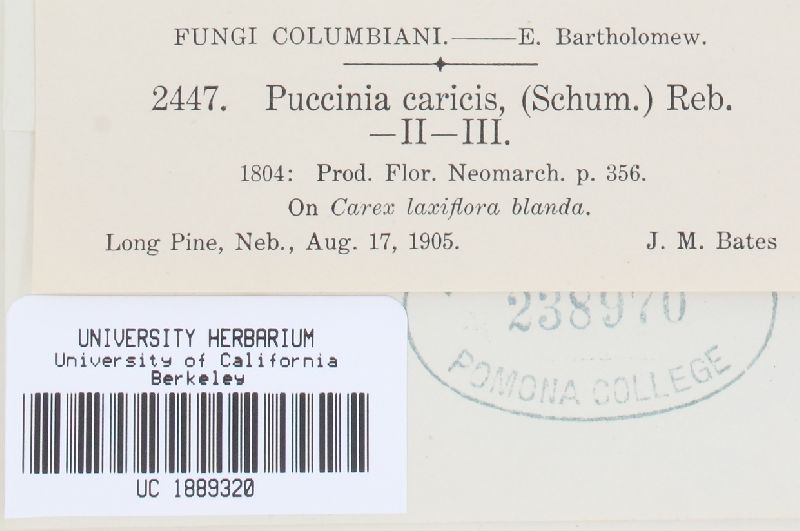 FUNGI COLUMBIANI.——E. Bartholomew.
2447. Puccinia caricis, (Schum.) Reb.
—II—III.
1804: Prod. Flor. Neomarch. p. 356.
On Carex laxiflora blanda.
Long Pine, Neb., Aug. 17, 1905. J. M. Bates
238970
POMONA COLLEGE
UNIVERSITY HERBARIUM
University of California
Berkeley
UC 1889320